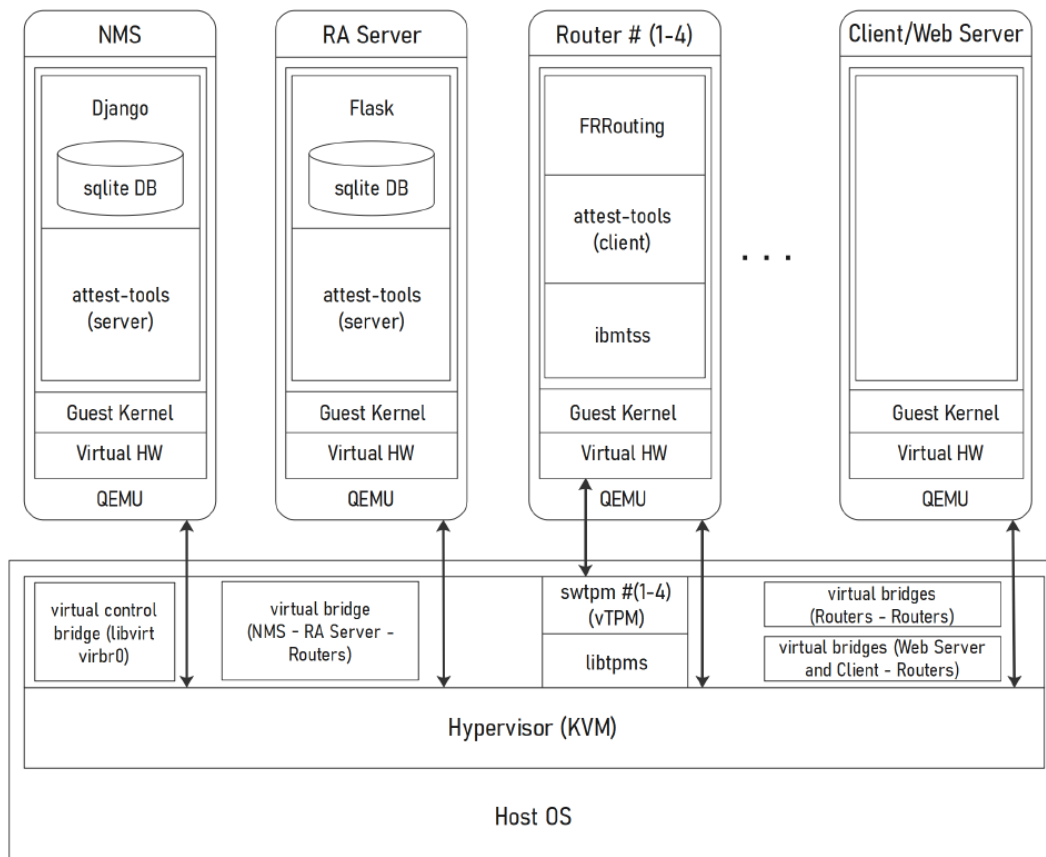 NMS
Django
sqlite DB
attest-tools
(server)
Guest Kernel
Virtual HW
QEMU
RA Server
Flask
sqlite DB
attest-tools
(server)
Guest Kernel
Virtual HW
QEMU
Router # (1-4)
FRRouting
attest-tools
(client)
ibmtss
Guest Kernel
Virtual HW
QEMU
. . .
Client/Web Server
Guest Kernel
Virtual HW
QEMU
virtual control
bridge (libvirt
virbr0)
virtual bridge
(NMS - RA Server -
Routers)
swtpm #(1-4)
(vTPM)
libtpms
virtual bridges
(Routers - Routers)
virtual bridges (Web Server
and Client - Routers)
Hypervisor (KVM)
Host OS